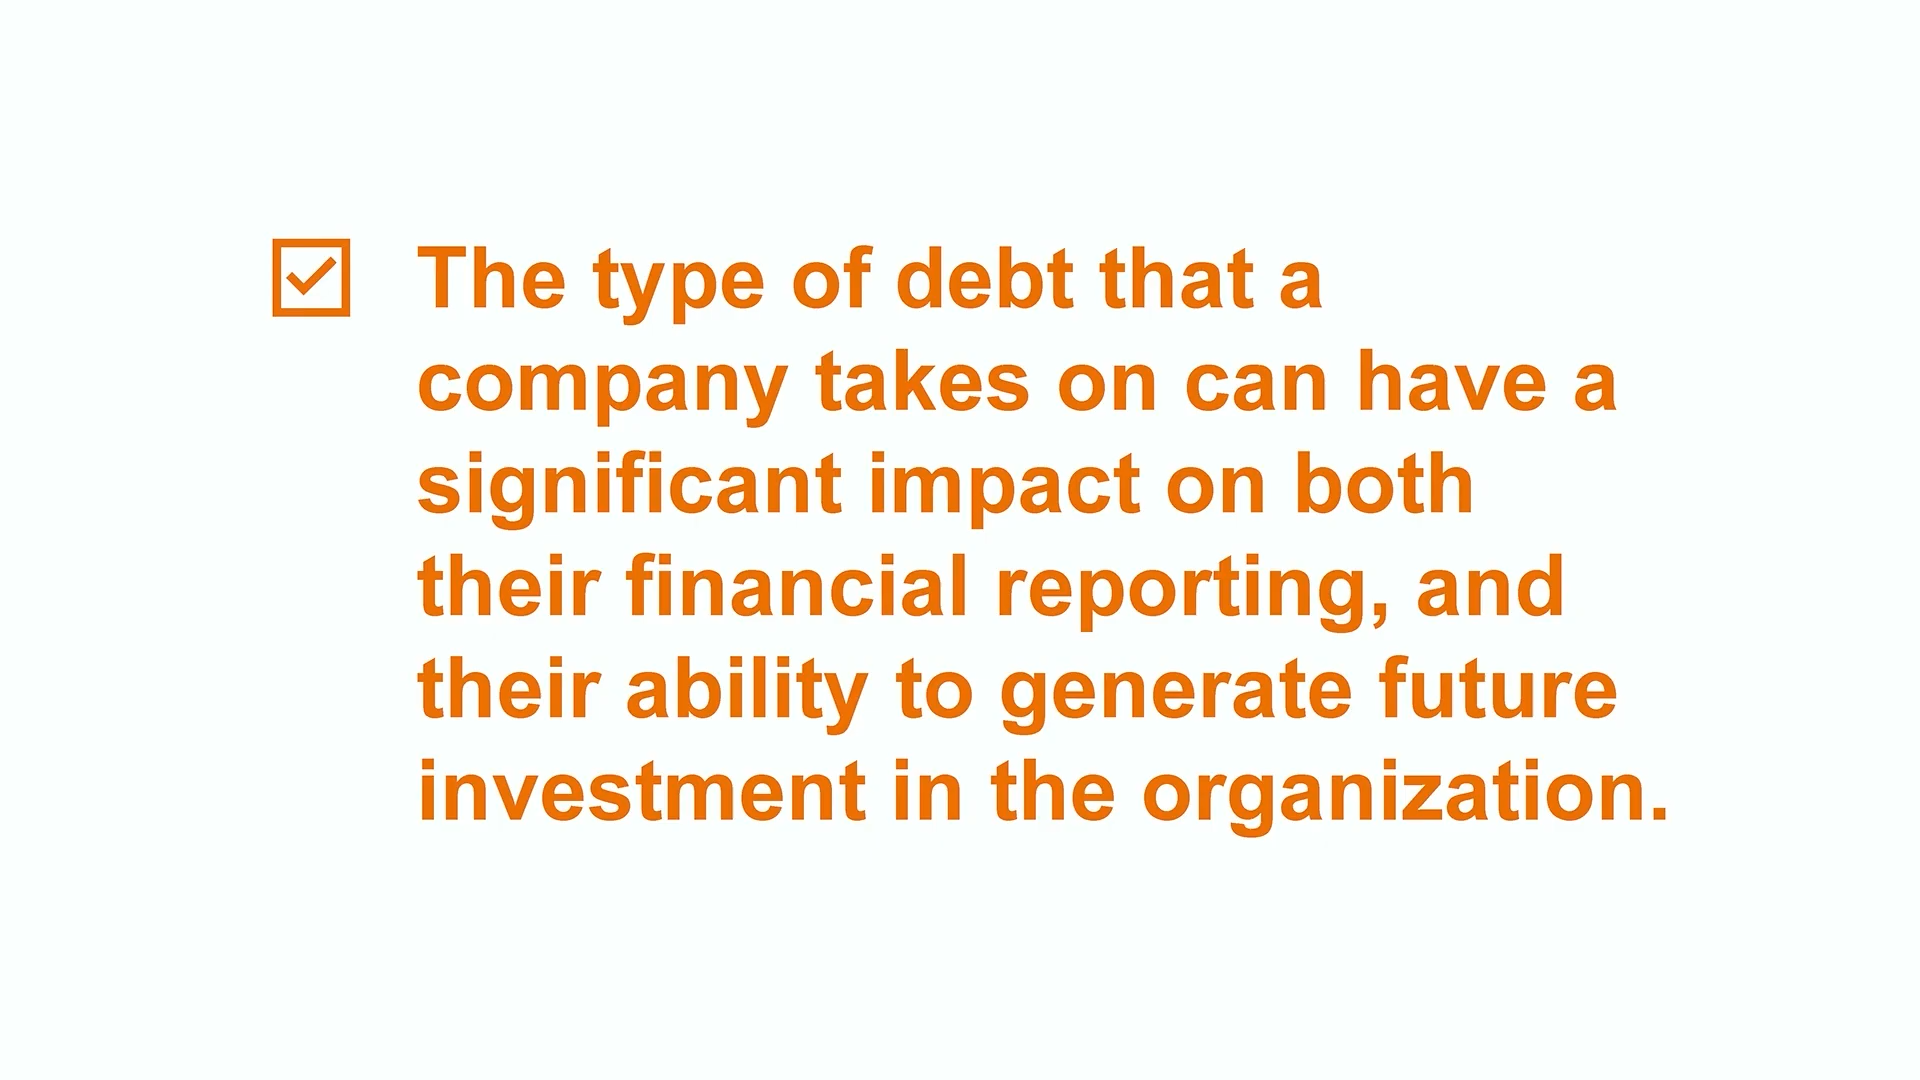 The type of debt that a
company takes on can have a
significant impact on both
their financial reporting, and
their ability to generate future
investment in the organization.